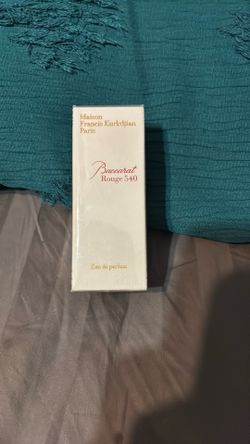 Maison
Francis Kurkdjian
Paris
Baccarat
Rouge 540
Eau de parfum